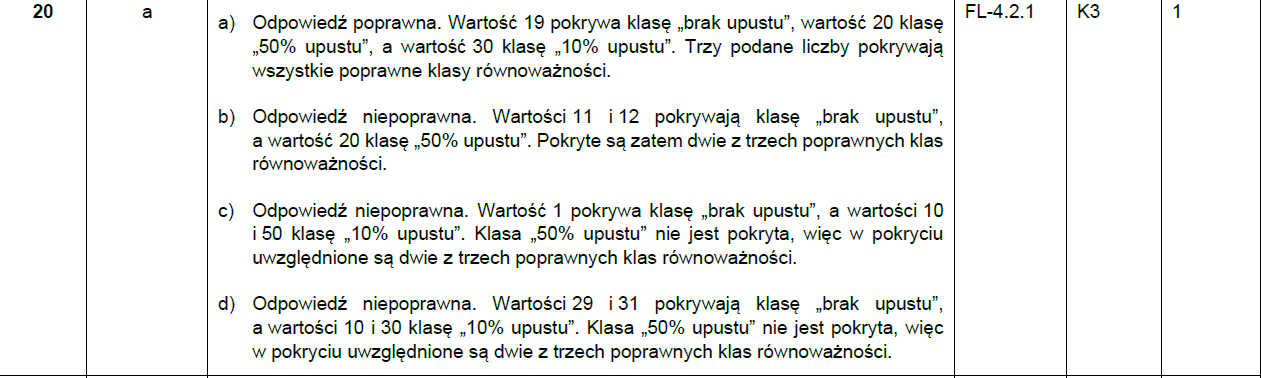 20 a a) Odpowiedź poprawna. Wartość 19 pokrywa klasę „brak upustu”, wartość 20 klasę FL-4.2.1 K3 1
„50% upustu”, a wartość 30 klasę „10% upustu”. Trzy podane liczby pokrywają
wszystkie poprawne klasy równoważności.
b) Odpowiedź niepoprawna. Wartości 11 i 12 pokrywają klasę „brak upustu”,
a wartość 20 klasę „50% upustu”. Pokryte są zatem dwie z trzech poprawnych klas
równoważności.
c) Odpowiedź niepoprawna. Wartość 1 pokrywa klasę „brak upustu”, a wartości 10
i 50 klasę „10% upustu”. Klasa „50% upustu” nie jest pokryta, więc w pokryciu
uwzględnione są dwie z trzech poprawnych klas równoważności.
d) Odpowiedź niepoprawna. Wartości 29 i 31 pokrywają klasę „brak upustu”,
a wartości 10 i 30 klasę „10% upustu”. Klasa „50% upustu” nie jest pokryta, więc
w pokryciu uwzględnione są dwie z trzech poprawnych klas równoważności.